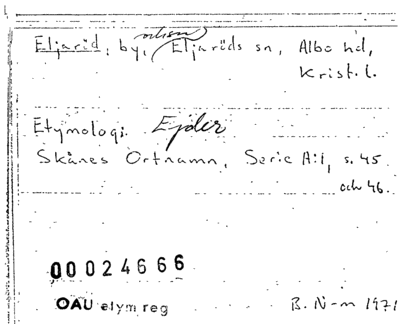 Eljaröd, by, socken, Eljaröds sn, Albo hd,
Krist. l.
Etymologi: Ejder
Skånes Ortnamn, Serie A:1, s. 45
och 46.
00024666
OAU etym reg B. N-m 1971